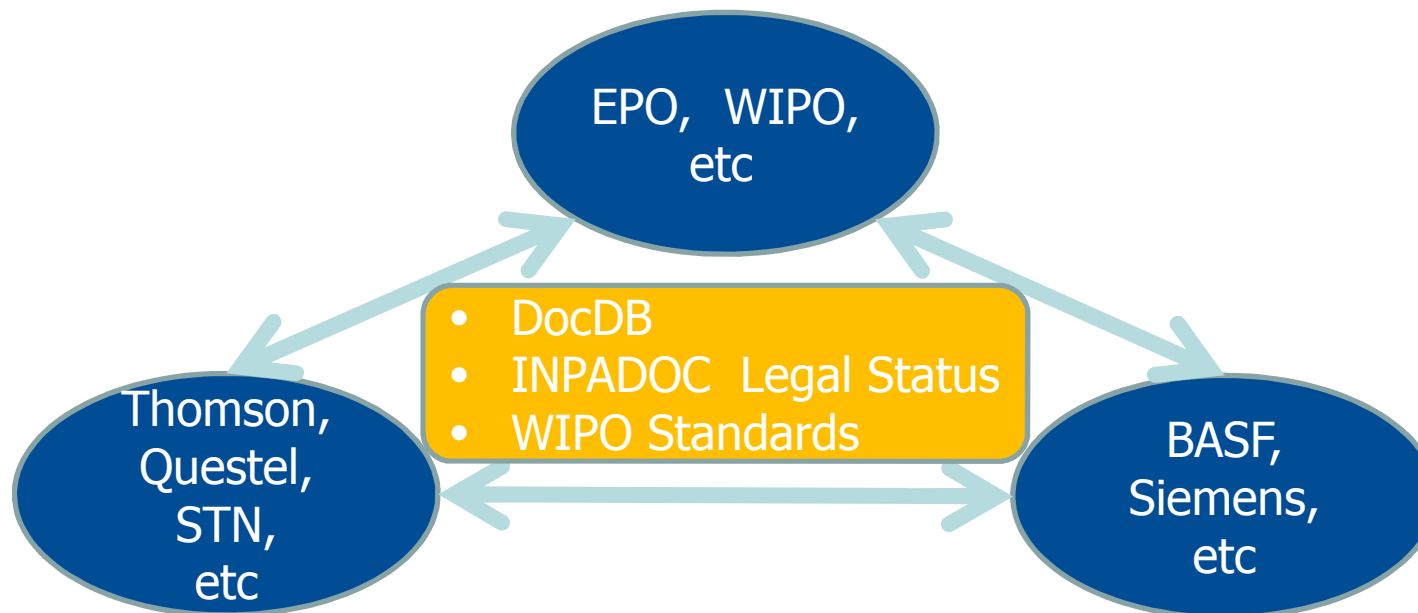 EPO, WIPO,
etc
• DocDB
• INPADOC Legal Status
• WIPO Standards
Thomson,
Questel,
STN,
etc
BASF,
Siemens,
etc